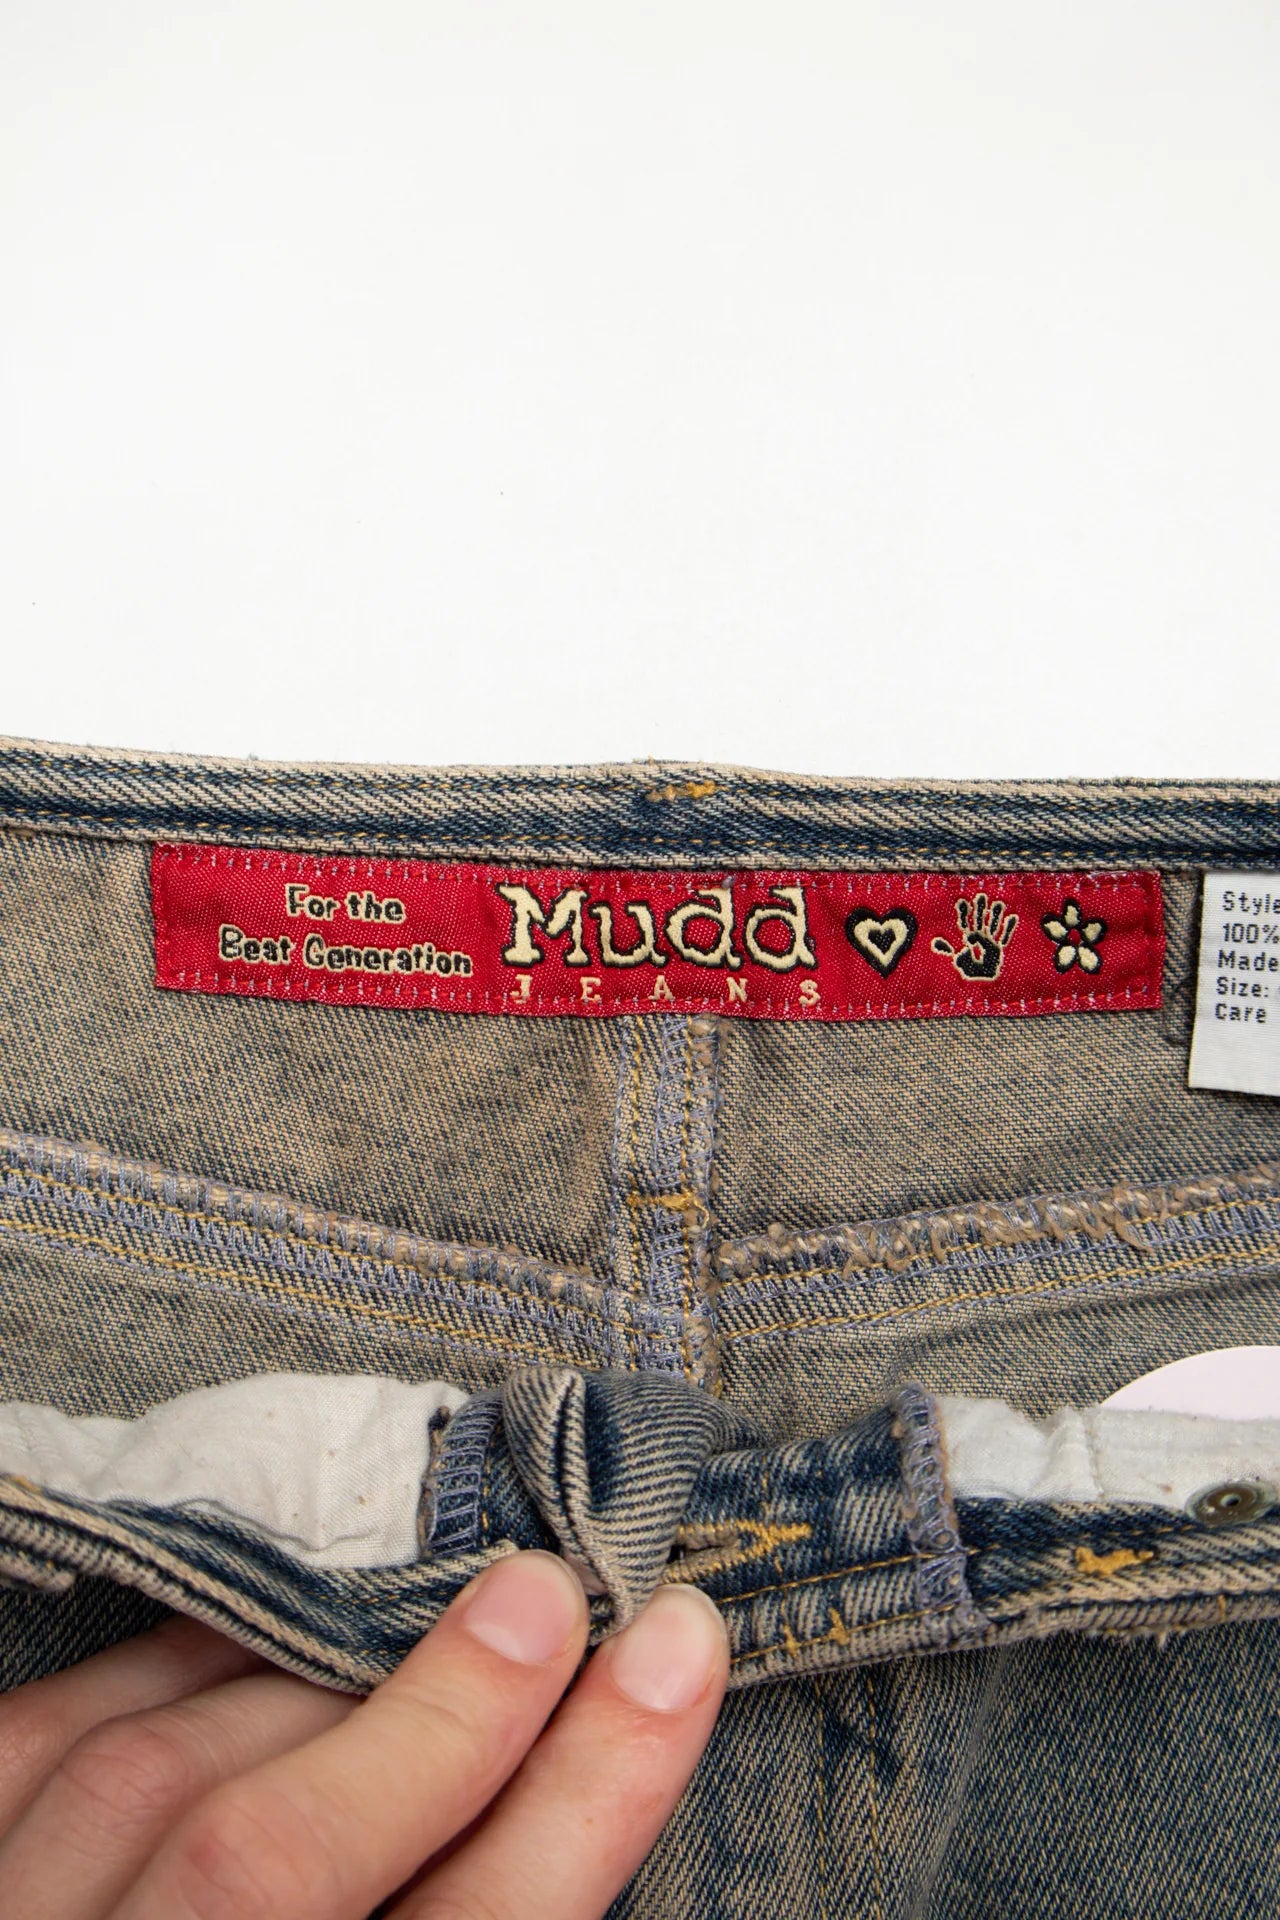 For the
Beat Generation
Mudd
JEANS
Style
100%
Made
Size:
Care